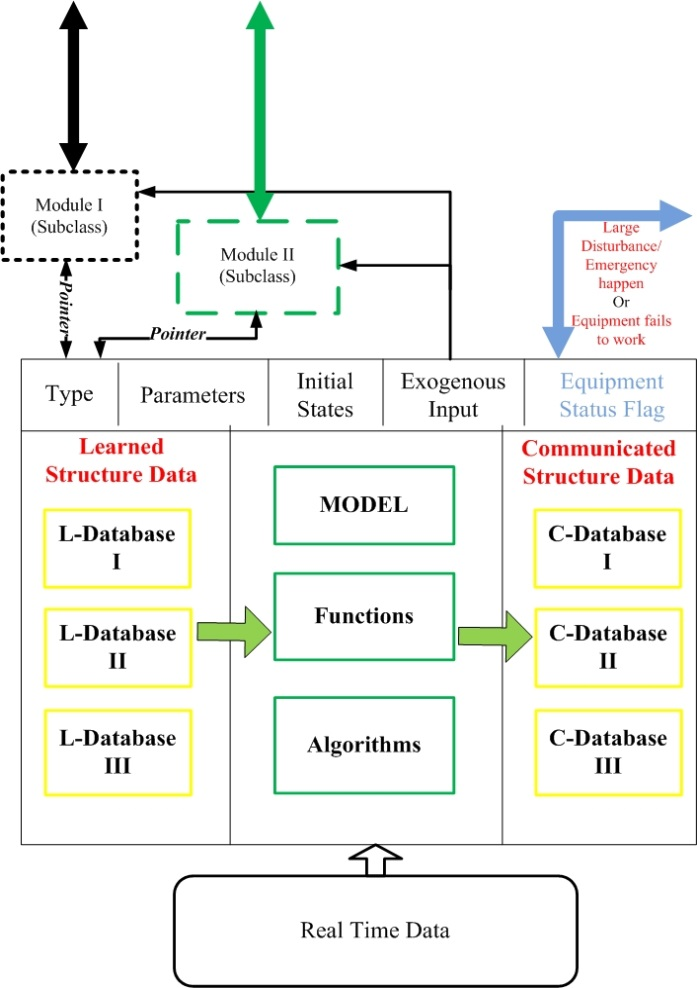 Module I
(Subclass)
Module II
(Subclass)
Pointer
Pointer
Large
Disturbance/
Emergency
happen
Or
Equipment fails
to work
Type
Parameters
Initial
States
Exogenous
Input
Equipment
Status Flag
Learned
Structure Data
L-Database
I
L-Database
II
L-Database
III
MODEL
Functions
Algorithms
Communicated
Structure Data
C-Database
I
C-Database
II
C-Database
III
Real Time Data